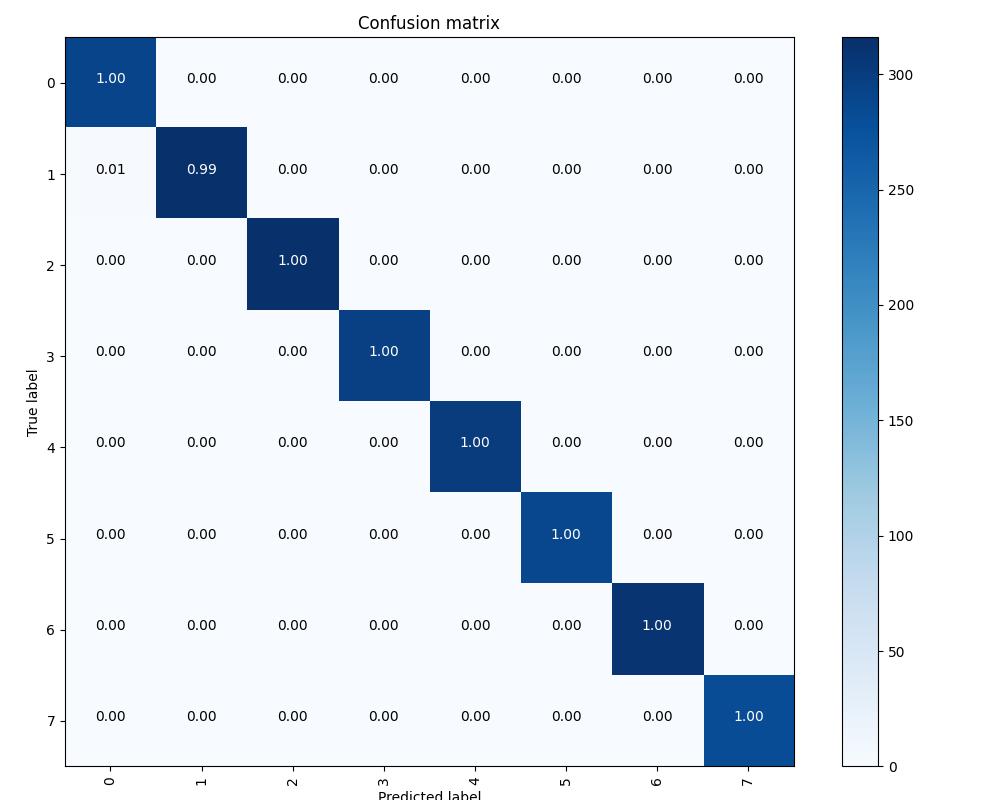 Confusion matrix
0 1.00 0.00 0.00 0.00 0.00 0.00 0.00 0.00
1 0.01 0.99 0.00 0.00 0.00 0.00 0.00 0.00
2 0.00 0.00 1.00 0.00 0.00 0.00 0.00 0.00
3 0.00 0.00 0.00 1.00 0.00 0.00 0.00 0.00
4 0.00 0.00 0.00 0.00 1.00 0.00 0.00 0.00
5 0.00 0.00 0.00 0.00 0.00 1.00 0.00 0.00
6 0.00 0.00 0.00 0.00 0.00 0.00 1.00 0.00
7 0.00 0.00 0.00 0.00 0.00 0.00 0.00 1.00
0 1 2 3 4 5 6 7
True label
Predicted label
300
250
200
150
100
50
0